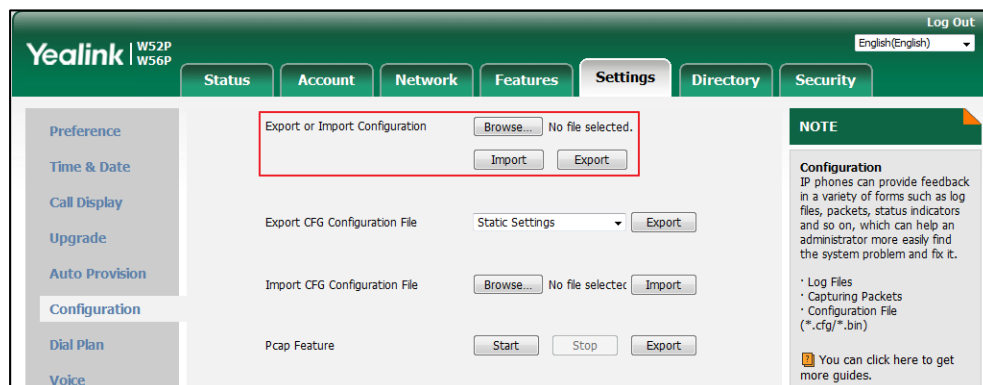 Log Out
Yealink W52P W56P
English(English)
Status Account Network Features Settings Directory Security
Preference
Time & Date
Call Display
Upgrade
Auto Provision
Configuration
Dial Plan
Voice
Export or Import Configuration Browse... No file selected.
Import Export
Export CFG Configuration File Static Settings Export
Import CFG Configuration File Browse... No file selectec Import
Pcap Feature Start Stop Export
NOTE
Configuration
IP phones can provide feedback
in a variety of forms such as log
files, packets, status indicators
and so on, which can help an
administrator more easily find
the system problem and fix it.
· Log Files
· Capturing Packets
· Configuration File
(*.cfg/*.bin)
You can click here to get
more guides.